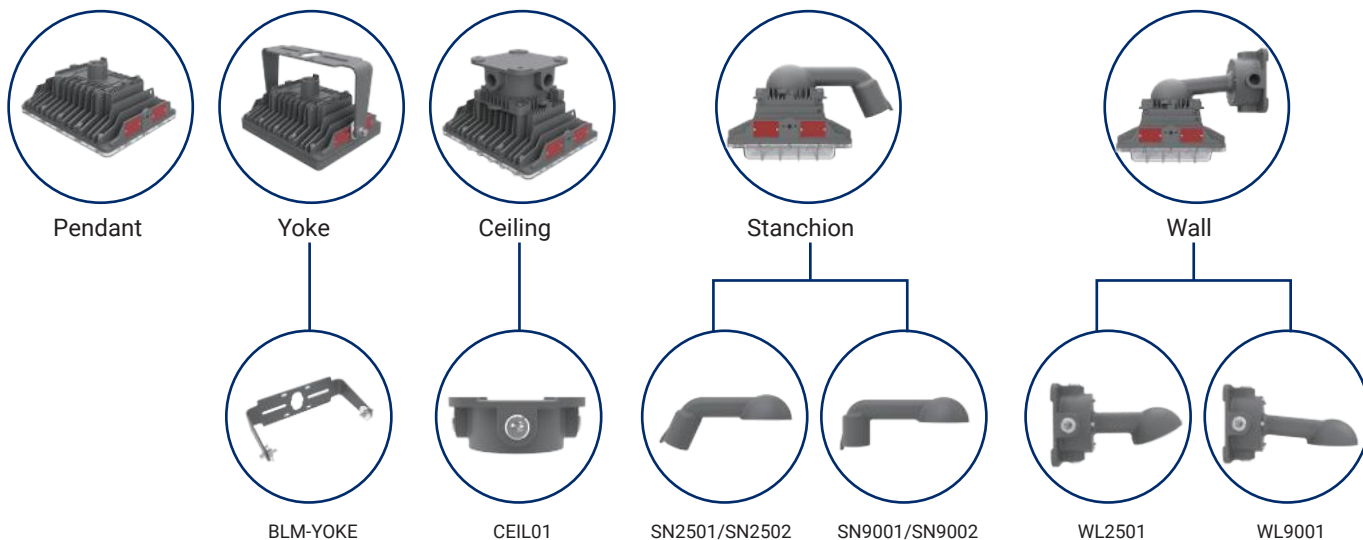 Pendant
Yoke
Ceiling
Stanchion
Wall
BLM-YOKE
CEIL01
SN2501/SN2502
SN9001/SN9002
WL2501
WL9001